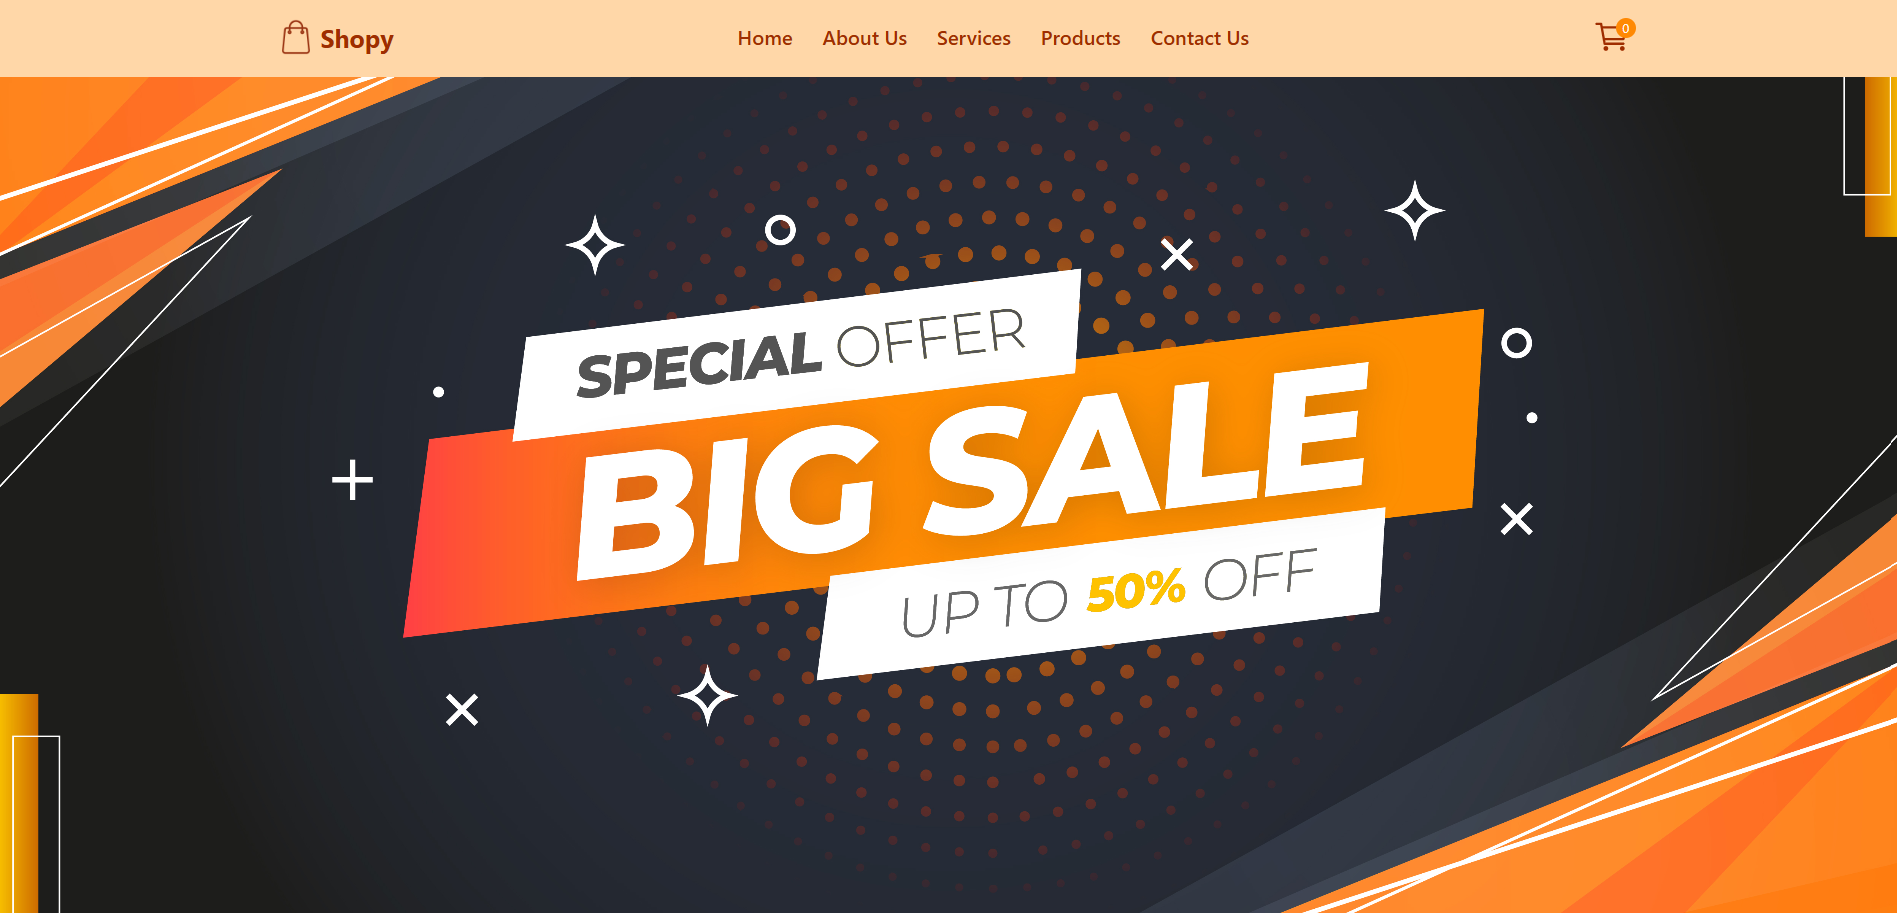 Shopy
Home About Us Services Products Contact Us
0
SPECIAL OFFER
BIG SALE
UP TO 50% OFF